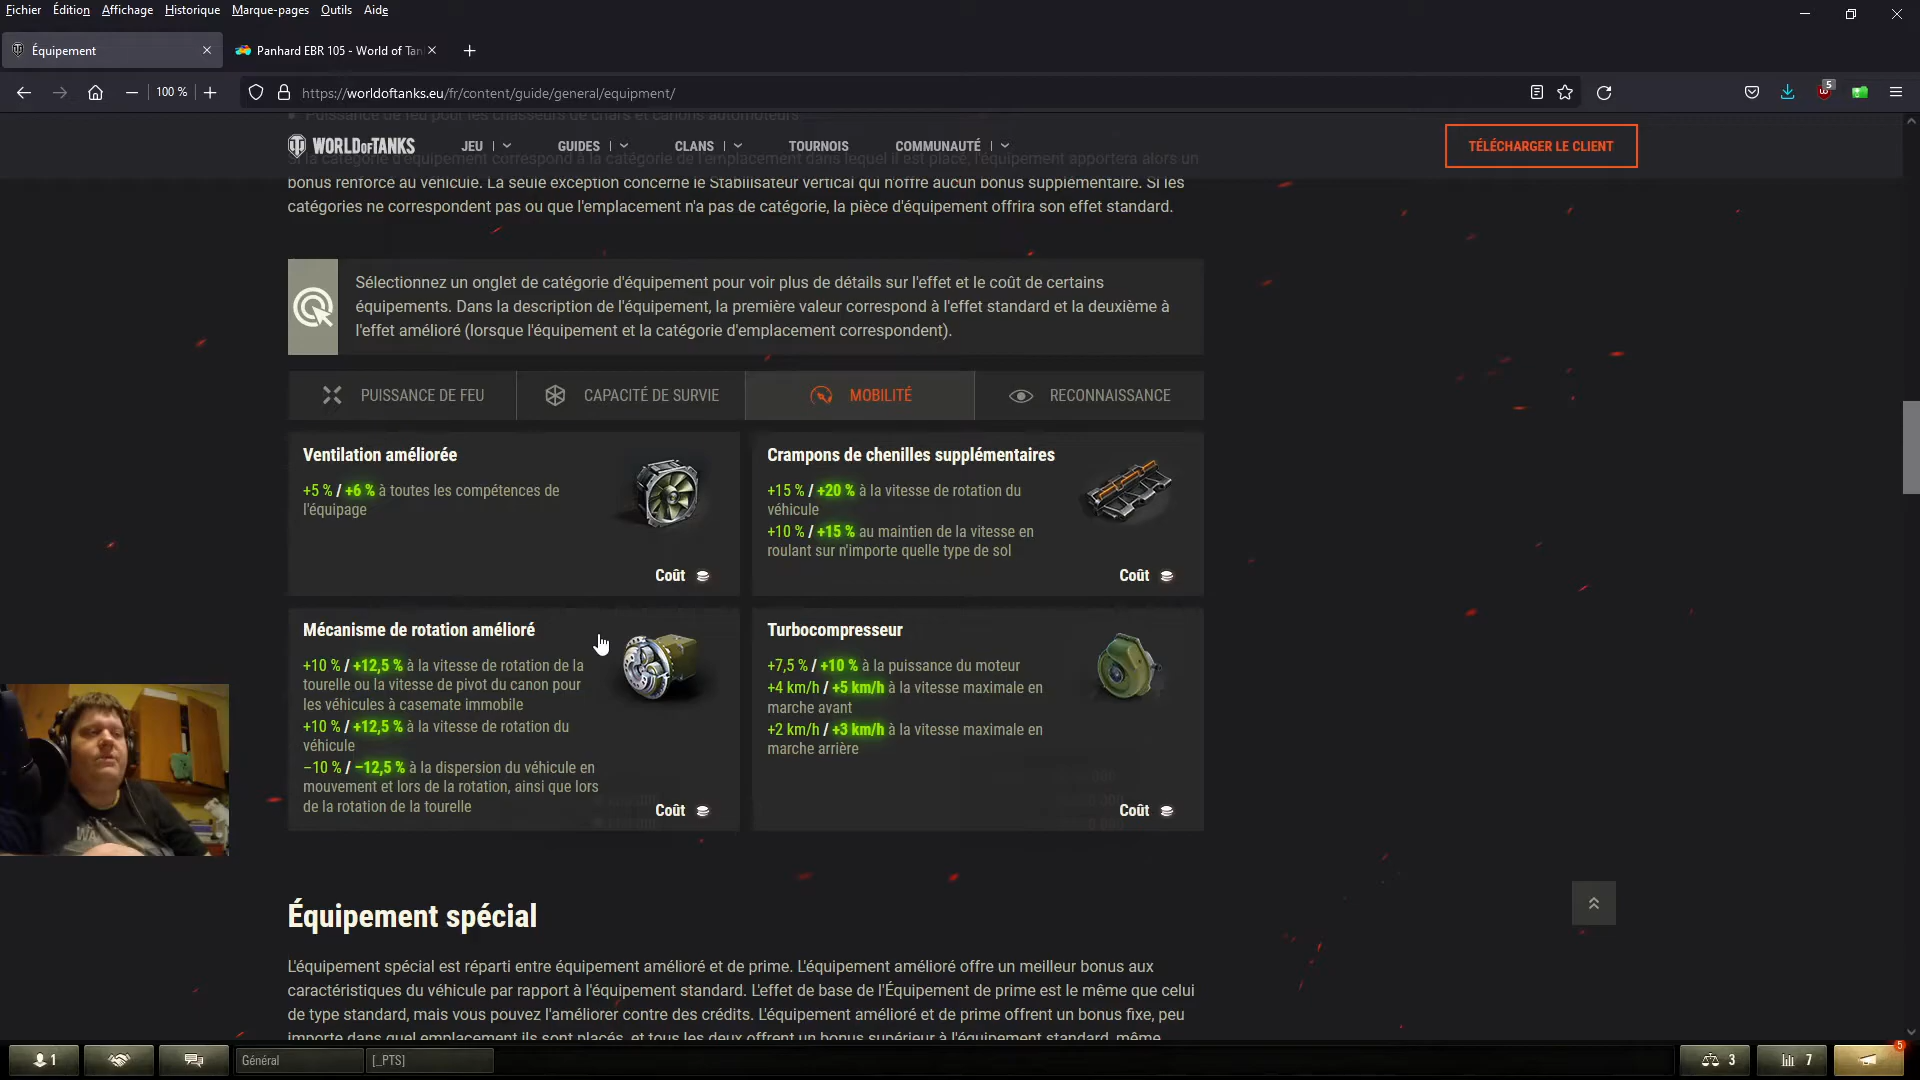 Fichier Édition Affichage Historique Marque-pages Outils Aide
Équipement
Panhard EBR 105 - World of Tan
100 %
https://worldoftanks.eu/fr/content/guide/general/equipment/
5
Puissance de feu pour les chasseurs de chars et canons automoteurs
WORLD OF TANKS
JEU
GUIDES
CLANS
TOURNOIS
COMMUNAUTÉ
TÉLÉCHARGER LE CLIENT
Si la catégorie d'équipement correspond à la catégorie de l'emplacement dans lequel il est placé, l'équipement apportera alors un
bonus renforcé au véhicule. La seule exception concerne le Stabilisateur vertical qui n'offre aucun bonus supplémentaire. Si les
catégories ne correspondent pas ou que l'emplacement n'a pas de catégorie, la pièce d'équipement offrira son effet standard.
Sélectionnez un onglet de catégorie d'équipement pour voir plus de détails sur l'effet et le coût de certains
équipements. Dans la description de l'équipement, la première valeur correspond à l'effet standard et la deuxième à
l'effet amélioré (lorsque l'équipement et la catégorie d'emplacement correspondent).
PUISSANCE DE FEU
CAPACITÉ DE SURVIE
MOBILITÉ
RECONNAISSANCE
Ventilation améliorée
+5 % / +6 % à toutes les compétences de
l'équipage
Coût
Crampons de chenilles supplémentaires
+15 % / +20 % à la vitesse de rotation du
véhicule
+10 % / +15 % au maintien de la vitesse en
roulant sur n'importe quelle type de sol
Coût
Mécanisme de rotation amélioré
+10 % / +12,5 % à la vitesse de rotation de la
tourelle ou la vitesse de pivot du canon pour
les véhicules à casemate immobile
+10 % / +12,5 % à la vitesse de rotation du
véhicule
−10 % / −12,5 % à la dispersion du véhicule en
mouvement et lors de la rotation, ainsi que lors
de la rotation de la tourelle
Coût
Turbocompresseur
+7,5 % / +10 % à la puissance du moteur
+4 km/h / +5 km/h à la vitesse maximale en
marche avant
+2 km/h / +3 km/h à la vitesse maximale en
marche arrière
Coût
Équipement spécial
L'équipement spécial est réparti entre équipement amélioré et de prime. L'équipement amélioré offre un meilleur bonus aux
caractéristiques du véhicule par rapport à l'équipement standard. L'effet de base de l'Équipement de prime est le même que celui
de type standard, mais vous pouvez l'améliorer contre des crédits. L'équipement amélioré et de prime offrent un bonus fixe, peu
importe dans quel emplacement ils sont placés, et tous les deux offrent un bonus supérieur à l'équipement standard, même
1
Général
[_PTS]
3
7
5